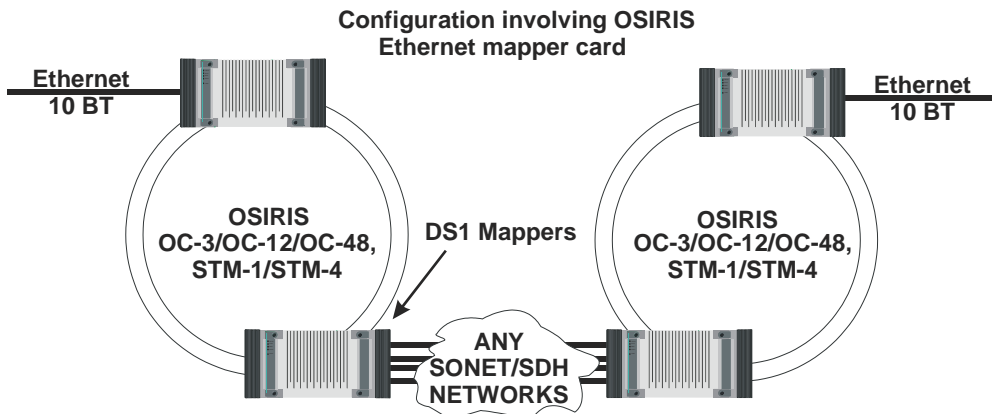 Configuration involving OSIRIS
Ethernet mapper card
Ethernet
10 BT
Ethernet
10 BT
OSIRIS
OC-3/OC-12/OC-48,
STM-1/STM-4
DS1 Mappers
OSIRIS
OC-3/OC-12/OC-48,
STM-1/STM-4
ANY
SONET/SDH
NETWORKS